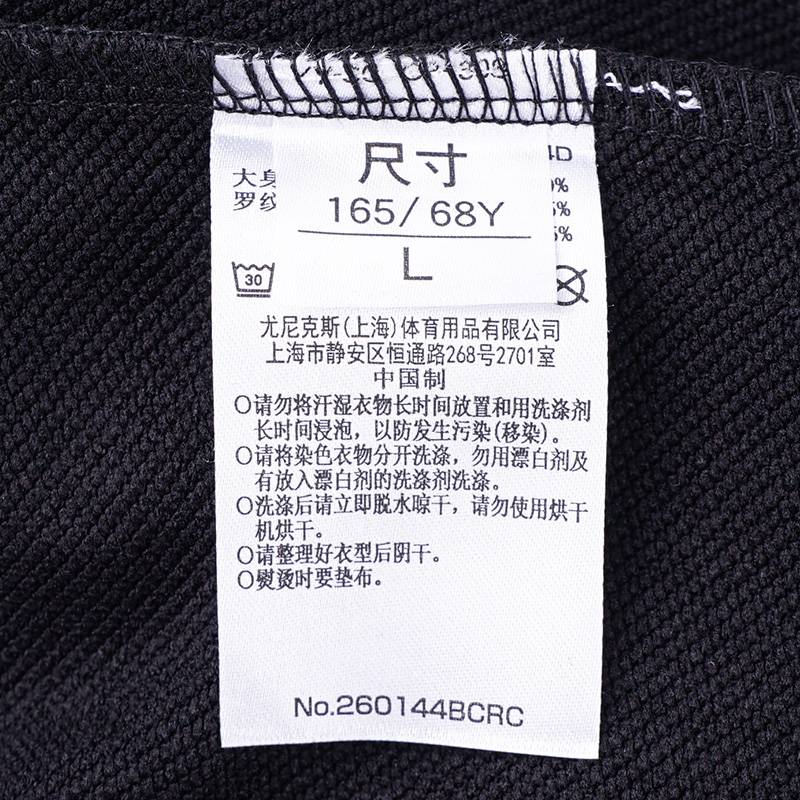 尺寸
165/ 68Y
L
4D
大身
罗纹
%
5%
5%
30
尤尼克斯(上海)体育用品有限公司
上海市静安区恒通路268号2701室
中国制
○请勿将汗湿衣物长时间放置和用洗涤剂
长时间浸泡，以防发生污染(移染)。
○请将染色衣物分开洗涤，勿用漂白剂及
有放入漂白剂的洗涤剂洗涤。
○洗涤后请立即脱水晾干，请勿使用烘干
机烘干。
○请整理好衣型后阴干。
○熨烫时要垫布。
No.260144BCRC